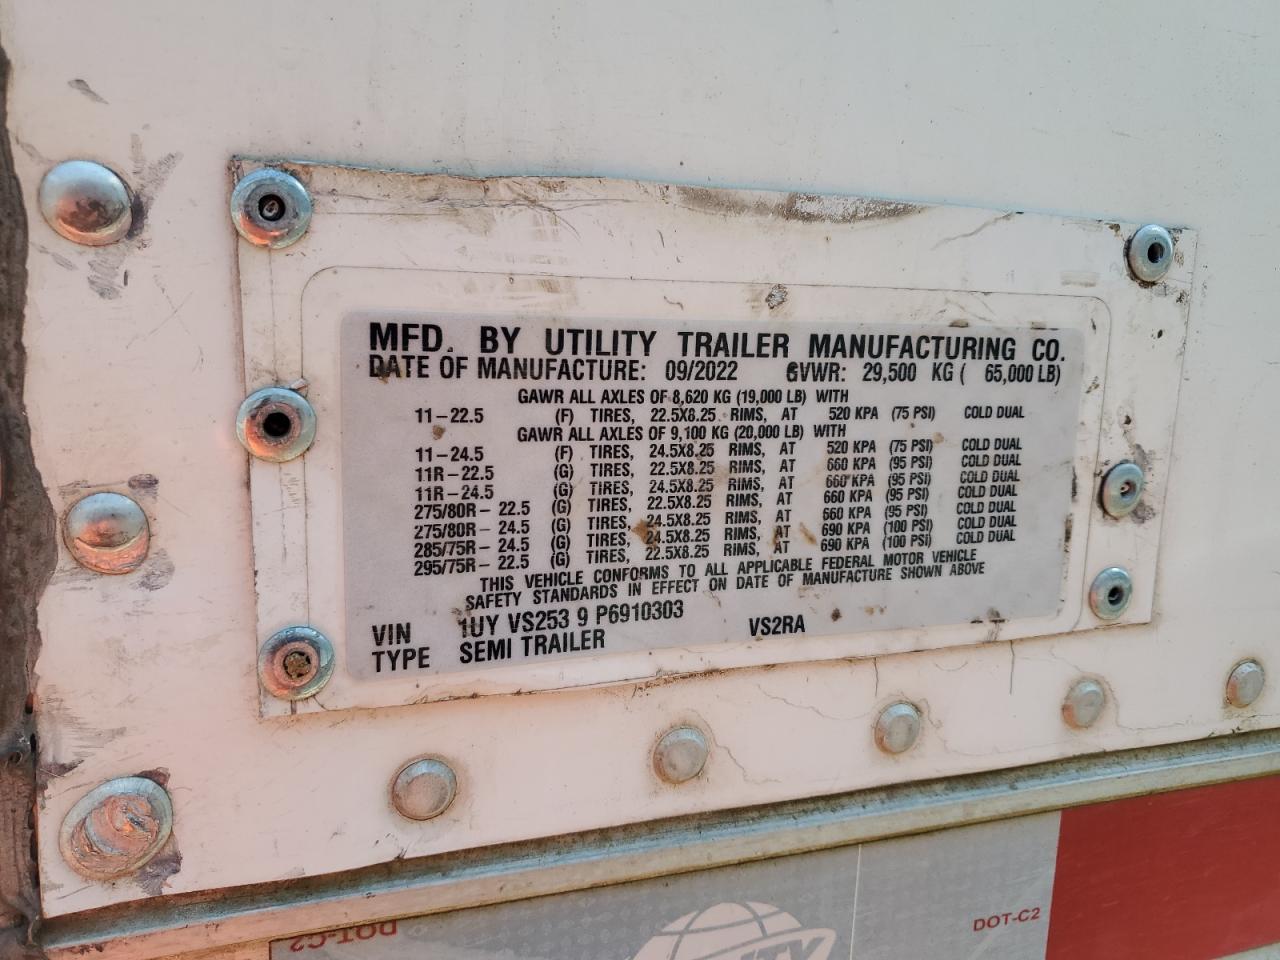 MFD. BY UTILITY TRAILER MANUFACTURING CO.
DATE OF MANUFACTURE: 09/2022 GVWR: 29,500 KG ( 65,000 LB)
GAWR ALL AXLES OF 8,620 KG (19,000 LB) WITH
11-22.5 (F) TIRES, 22.5X8.25 RIMS, AT 520 KPA (75 PSI) COLD DUAL
GAWR ALL AXLES OF 9,100 KG (20,000 LB) WITH
11-24.5 (F) TIRES, 24.5X8.25 RIMS, AT 520 KPA (75 PSI) COLD DUAL
11R-22.5 (G) TIRES, 22.5X8.25 RIMS, AT 660 KPA (95 PSI) COLD DUAL
11R-24.5 (G) TIRES, 24.5X8.25 RIMS, AT 660 KPA (95 PSI) COLD DUAL
275/80R-22.5 (G) TIRES, 22.5X8.25 RIMS, AT 660 KPA (95 PSI) COLD DUAL
275/80R-24.5 (G) TIRES, 24.5X8.25 RIMS, AT 660 KPA (95 PSI) COLD DUAL
285/75R-24.5 (G) TIRES, 24.5X8.25 RIMS, AT 690 KPA (100 PSI) COLD DUAL
295/75R-22.5 (G) TIRES, 22.5X8.25 RIMS, AT 690 KPA (100 PSI) COLD DUAL
THIS VEHICLE CONFORMS TO ALL APPLICABLE FEDERAL MOTOR VEHICLE
SAFETY STANDARDS IN EFFECT ON DATE OF MANUFACTURE SHOWN ABOVE
VIN 1UY VS253 9 P6910303 VS2RA
TYPE SEMI TRAILER
DOT-C2
DOT-C2